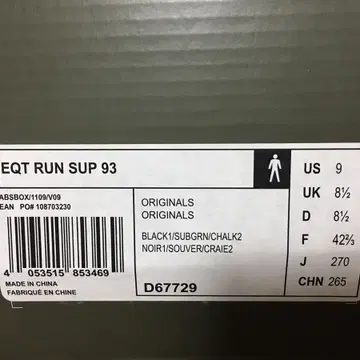 EQT RUN SUP 93
ABSBOX/1109/V09
EAN PO# 108703230
4 053515 853469
MADE IN CHINA
FABRIQUÉ EN CHINE
ORIGINALS
ORIGINALS
BLACK1/SUBGRN/CHALK2
NOIR1/SOUVER/CRAIE2
D67729
US 9
UK 8½
D 8½
F 42⅔
J 270
CHN 265